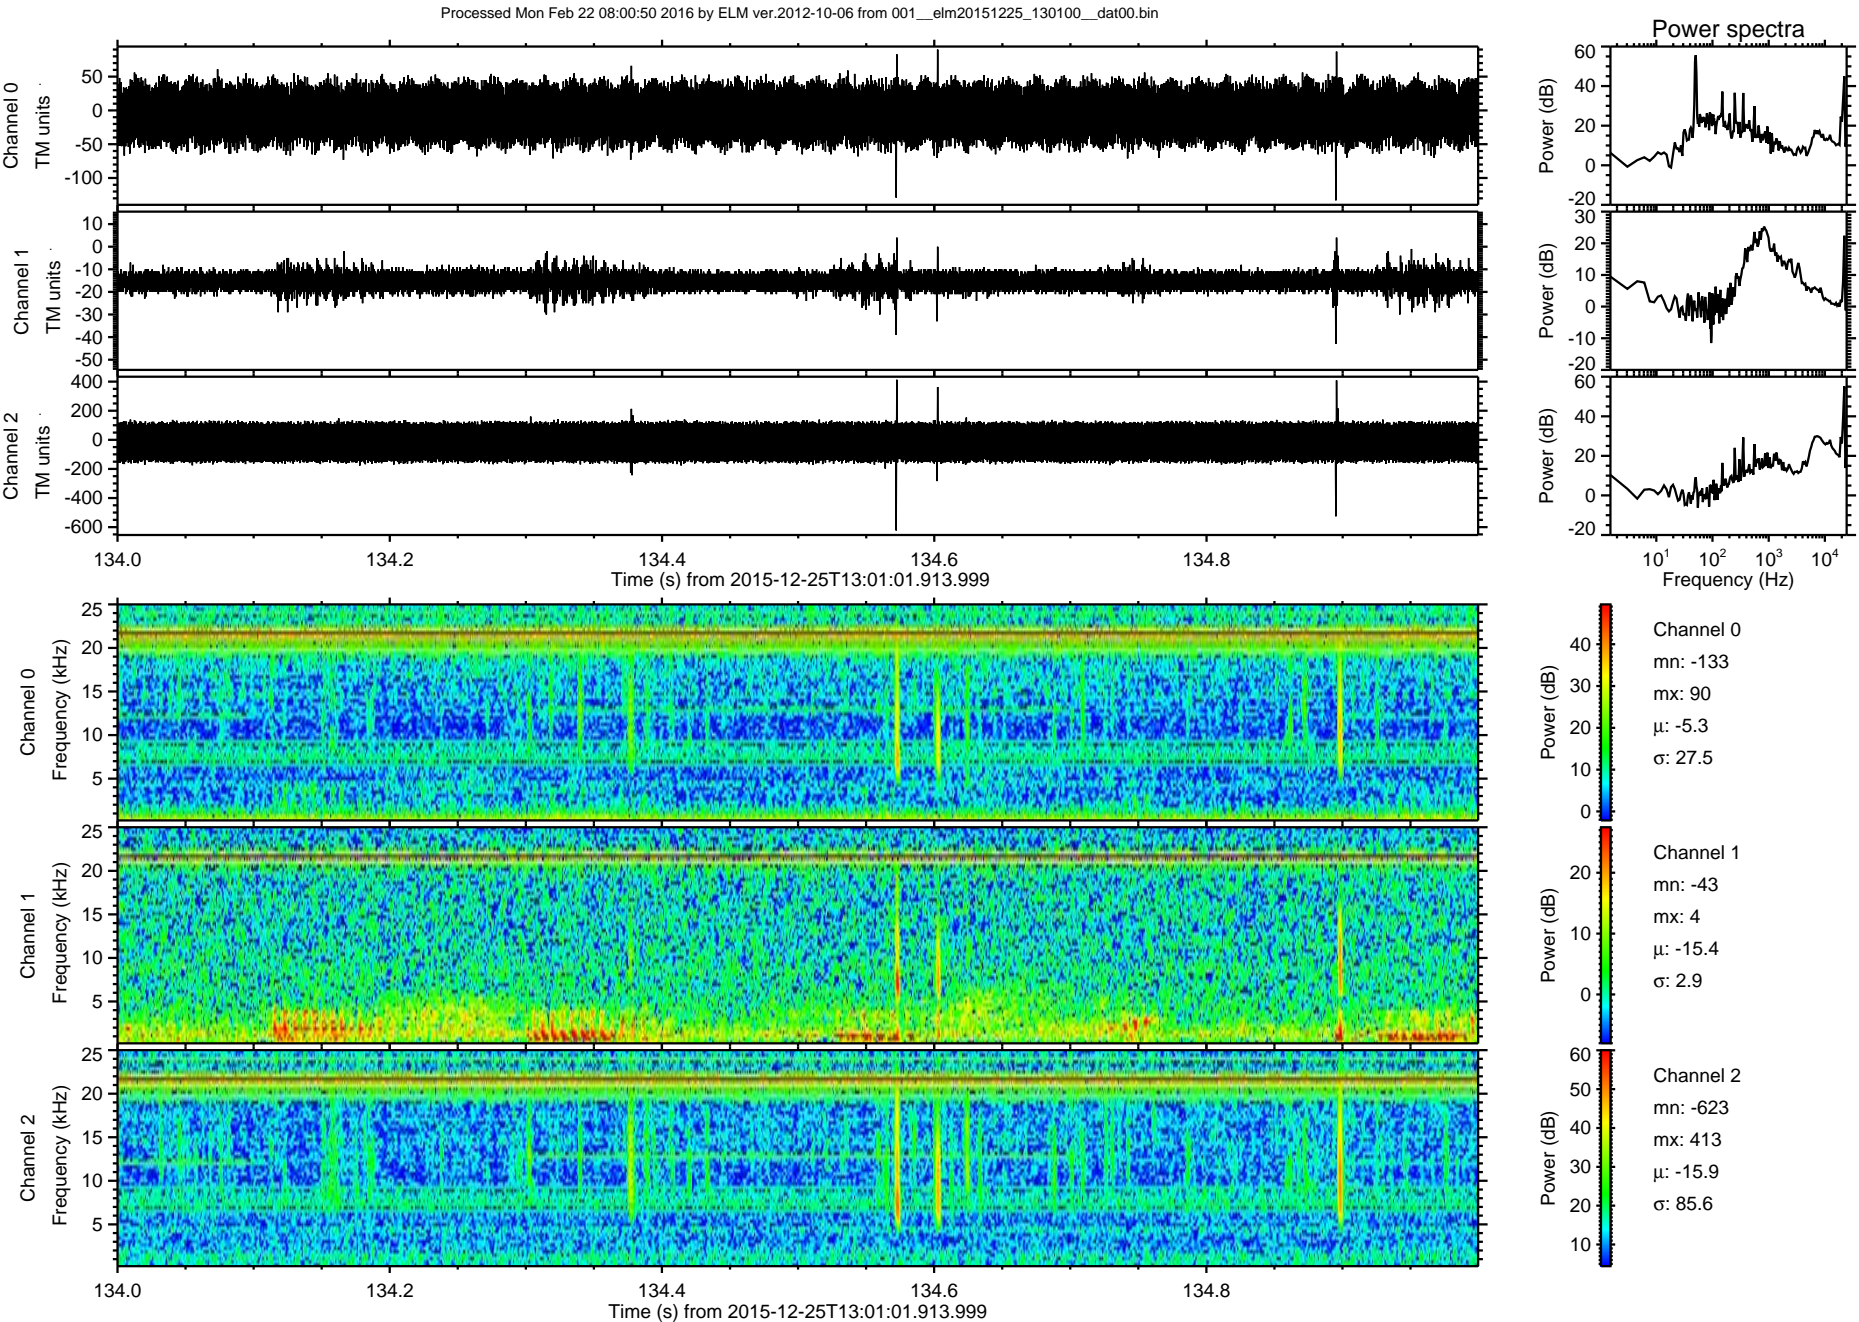 Processed Mon Feb 22 08:00:50 2016 by ELM ver.2012-10-06 from 001__elm20151225_130100__dat00.bin
Power spectra
Channel 0
TM units
50
0
-50
-100
Power (dB)
60
40
20
0
-20
Channel 1
TM units
10
0
-10
-20
-30
-40
-50
Power (dB)
30
20
10
0
-10
-20
Channel 2
TM units
400
200
0
-200
-400
-600
Power (dB)
60
40
20
0
-20
134.0 134.2 134.4 134.6 134.8
Time (s) from 2015-12-25T13:01:01.913.999
10^1 10^2 10^3 10^4
Frequency (Hz)
Channel 0
Frequency (kHz)
25
20
15
10
5
Power (dB)
40
30
20
10
0
Channel 0
mn: -133
mx: 90
μ: -5.3
σ: 27.5
Channel 1
Frequency (kHz)
25
20
15
10
5
Power (dB)
20
10
0
Channel 1
mn: -43
mx: 4
μ: -15.4
σ: 2.9
Channel 2
Frequency (kHz)
25
20
15
10
5
Power (dB)
60
50
40
30
20
10
Channel 2
mn: -623
mx: 413
μ: -15.9
σ: 85.6
134.0 134.2 134.4 134.6 134.8
Time (s) from 2015-12-25T13:01:01.913.999